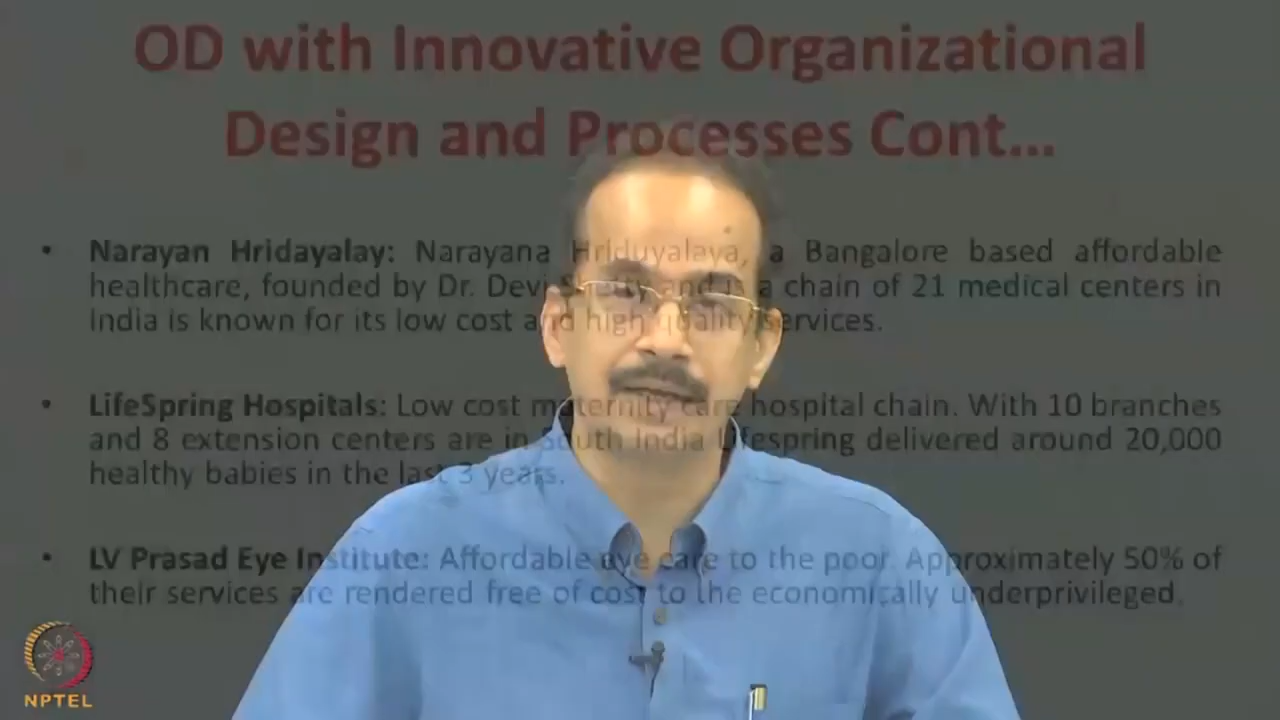 OD with Innovative Organizational
Design and Processes Cont...
• Narayan Hridayalay: Narayana Hriduyalaya, a Bangalore based affordable
healthcare, founded by Dr. Devi and is a chain of 21 medical centers in
India is known for its low cost and high quality services.
• LifeSpring Hospitals: Low cost maternity care hospital chain. With 10 branches
and 8 extension centers are in South India Lifespring delivered around 20,000
healthy babies in the last 3 years.
• LV Prasad Eye Institute: Affordable eye care to the poor. Approximately 50% of
their services are rendered free of cost to the economically underprivileged.
NPTEL